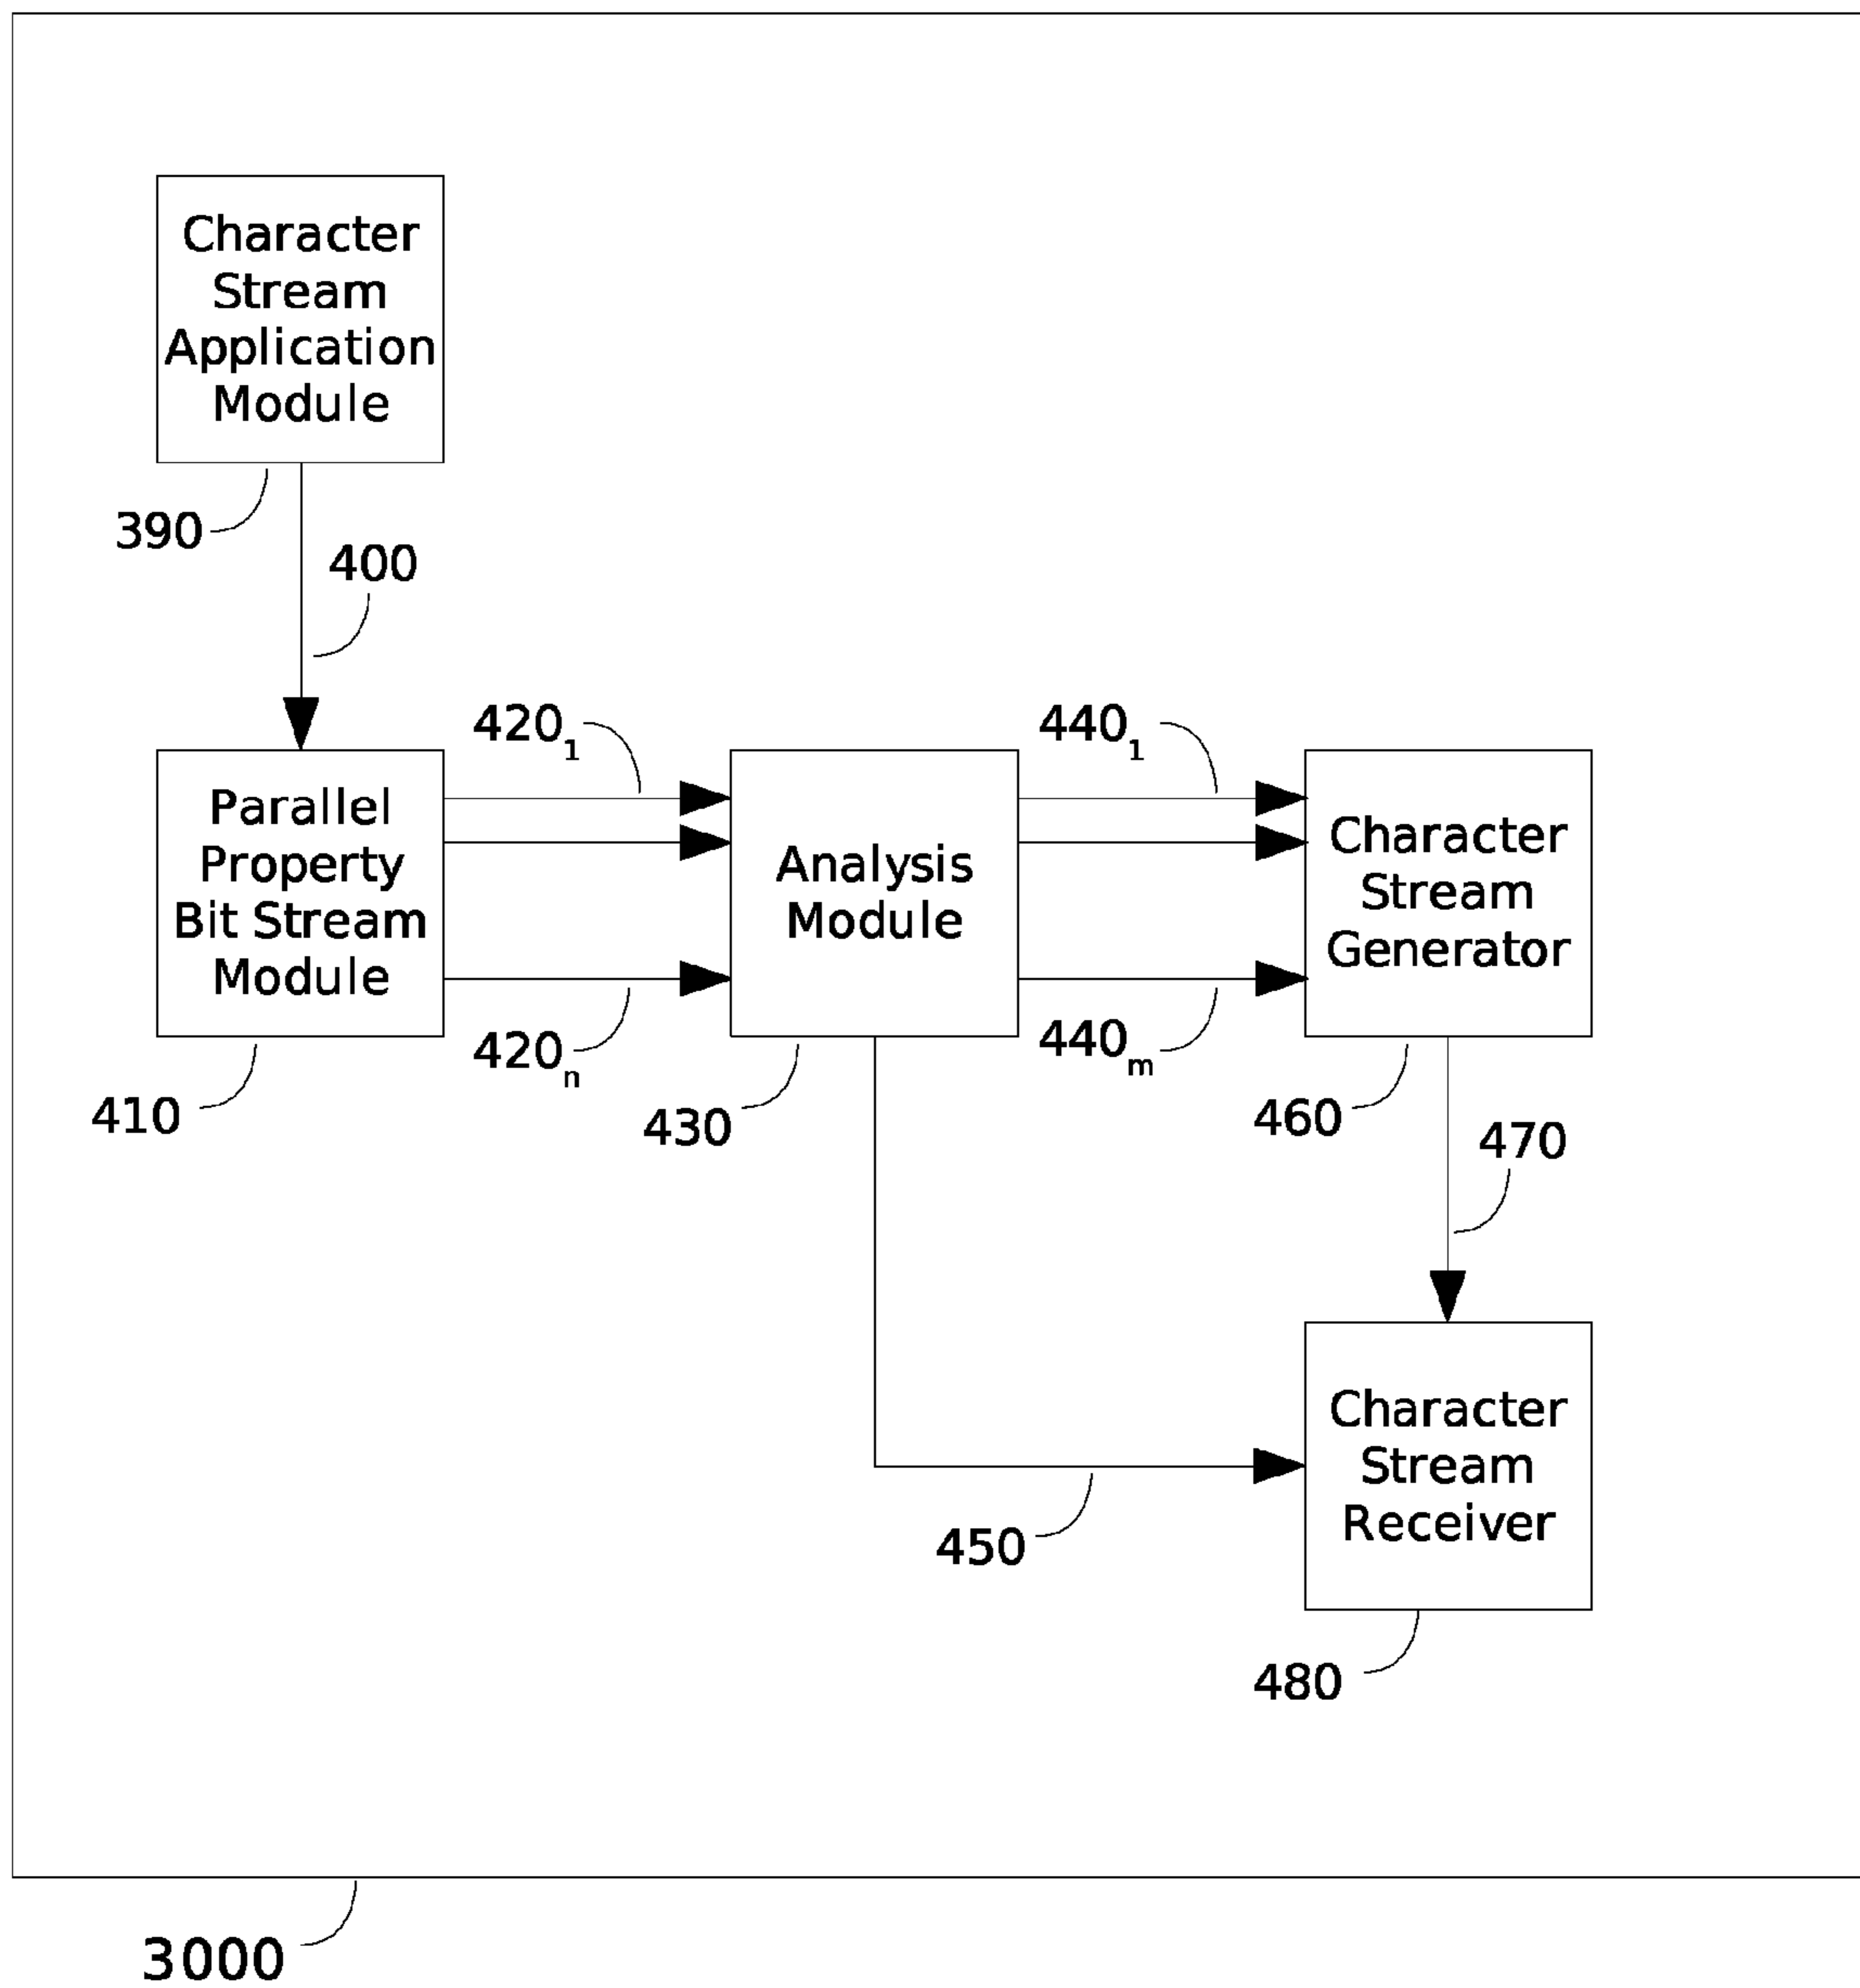 Character
Stream
Application
Module
390
400
420₁
440₁
Parallel
Property
Bit Stream
Module
Analysis
Module
Character
Stream
Generator
420ₙ
440ₘ
410
430
460
470
Character
Stream
Receiver
450
480
3000